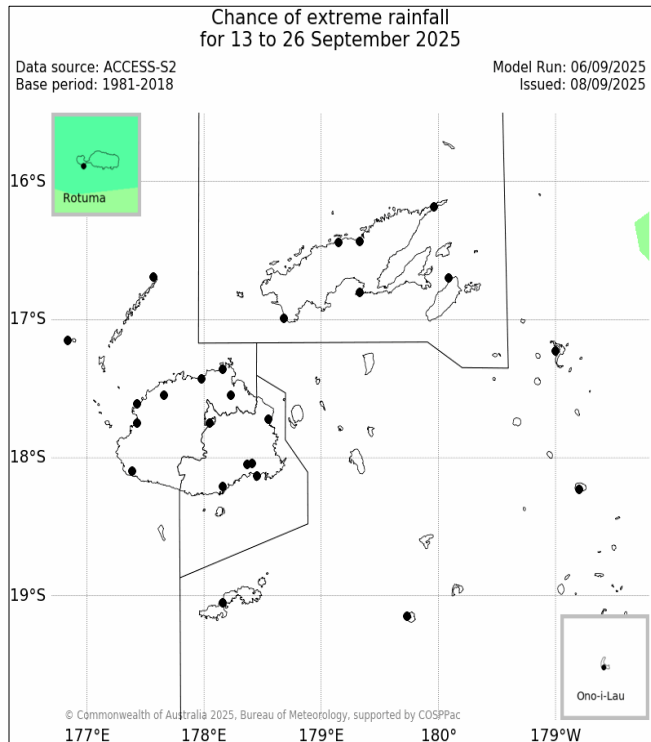 Chance of extreme rainfall
for 13 to 26 September 2025
Data source: ACCESS-S2
Base period: 1981-2018
Model Run: 06/09/2025
Issued: 08/09/2025
Rotuma
16°S
17°S
18°S
19°S
Ono-i-Lau
© Commonwealth of Australia 2025, Bureau of Meteorology, supported by COSPPac
177°E
178°E
179°E
180°
179°W